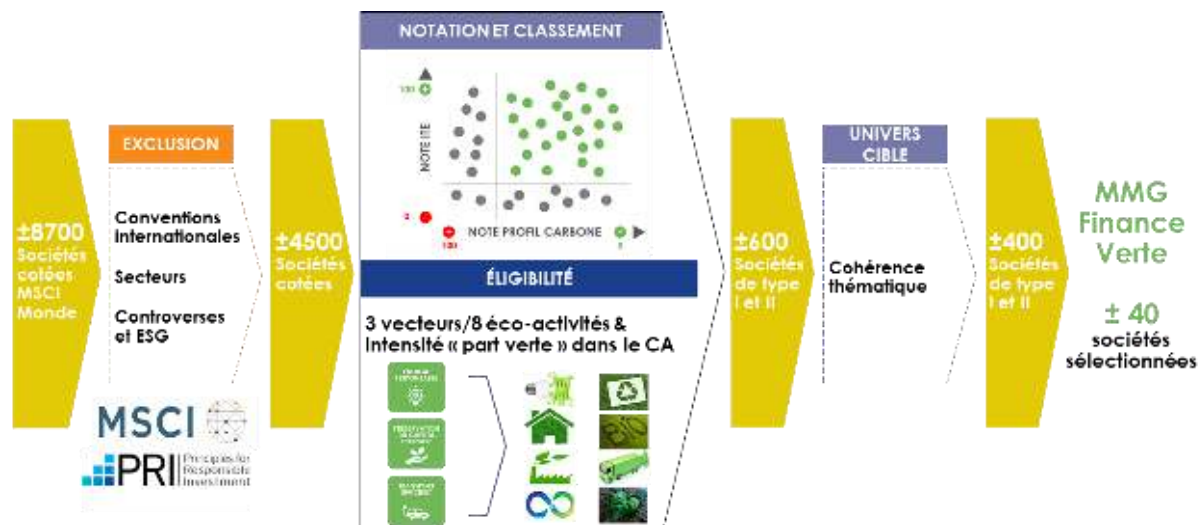 ±8700
Sociétés
cotées
MSCI
Monde
EXCLUSION
Conventions
internationales
Secteurs
Controverses
et ESG
MSCI
PRI
Principles for
Responsible
Investment
±4500
Sociétés
cotées
NOTATION ET CLASSEMENT
100
NOTE ITE
NOTE PROFIL CARBONE
100
ÉLIGIBILITÉ
3 vecteurs/8 éco-activités &
Intensité « part verte » dans le CA
BIO
±600
Sociétés
de type
I et II
UNIVERS
CIBLE
Cohérence
thématique
±400
Sociétés
de type
I et II
MMG
Finance
Verte
± 40
sociétés
sélectionnées